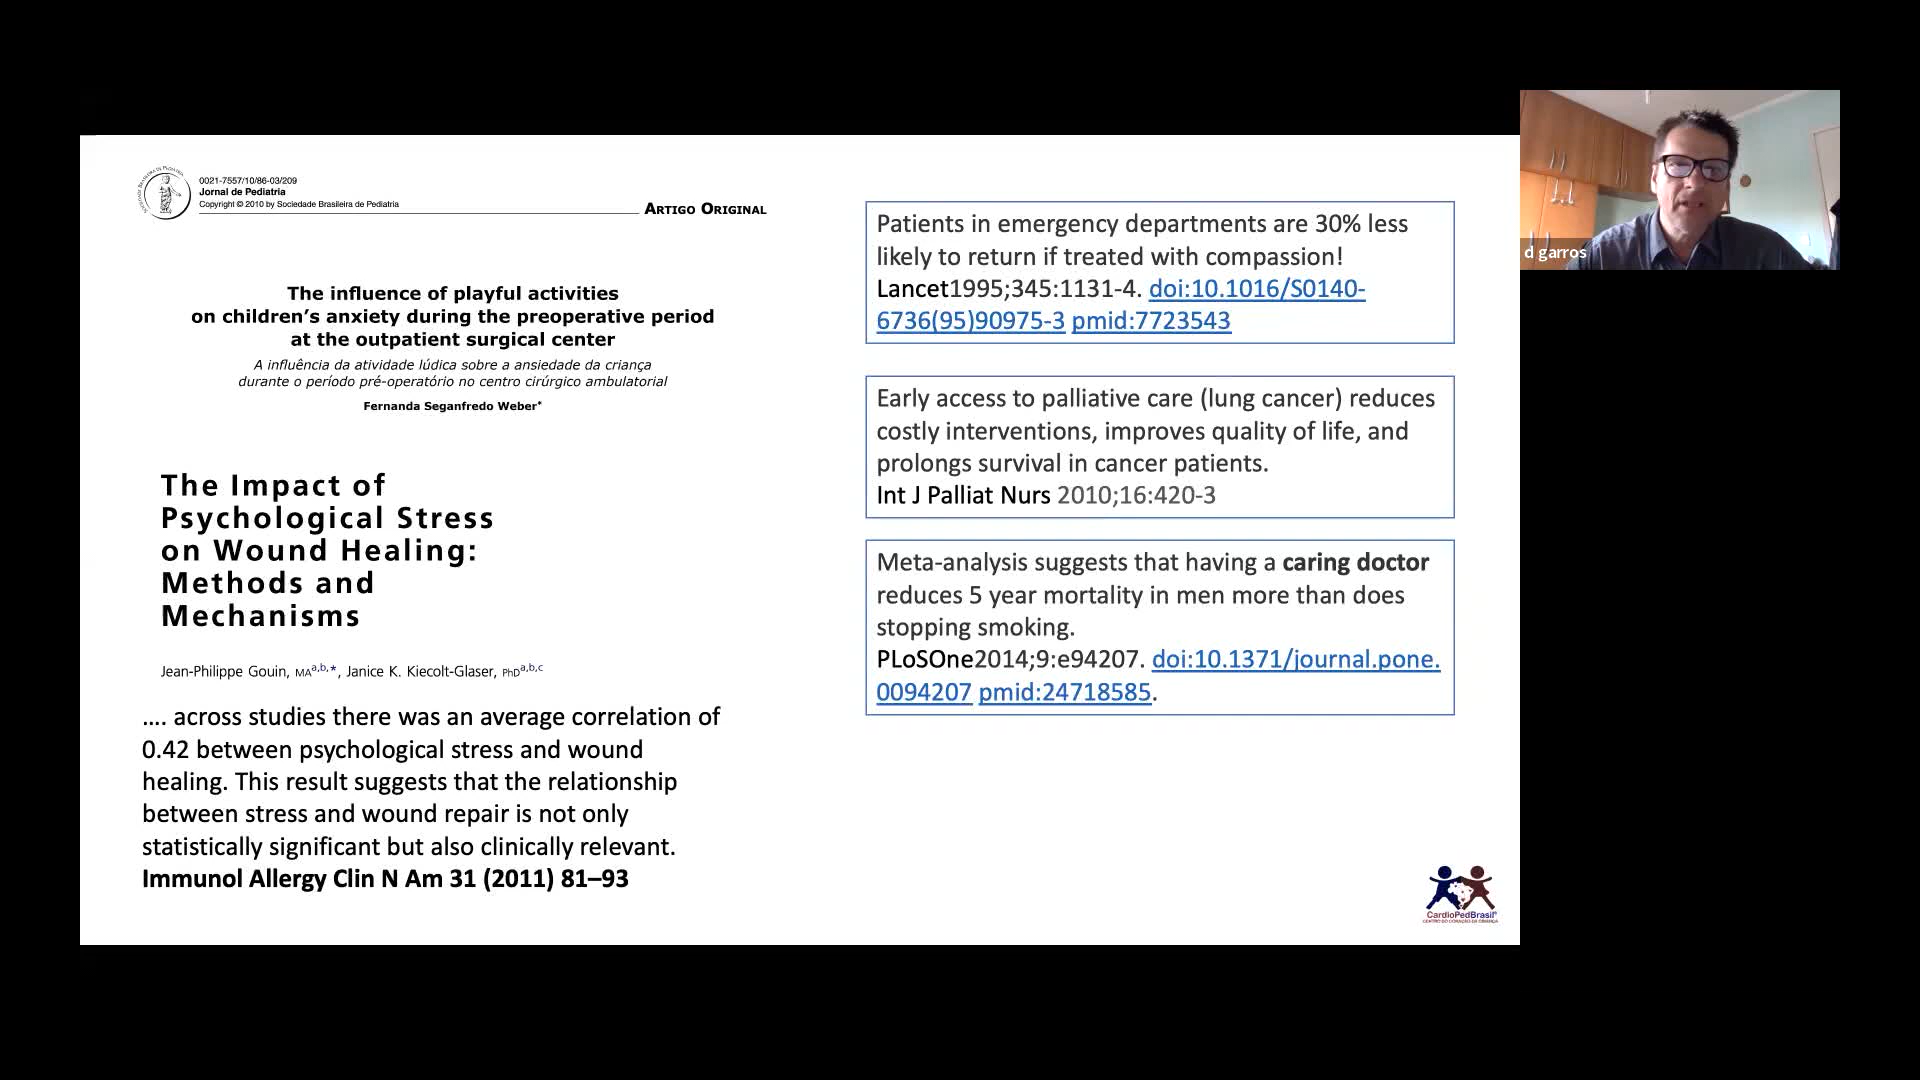 0021-7557/10/86-03/209
Jornal de Pediatria
Copyright © 2010 by Sociedade Brasileira de Pediatria
ARTIGO ORIGINAL
The influence of playful activities
on children's anxiety during the preoperative period
at the outpatient surgical center
A influência da atividade lúdica sobre a ansiedade da criança
durante o período pré-operatório no centro cirúrgico ambulatorial
Fernanda Seganfredo Weber*
The Impact of
Psychological Stress
on Wound Healing:
Methods and
Mechanisms
Jean-Philippe Gouin, MAa,b,*, Janice K. Kiecolt-Glaser, PhDa,b,c
.... across studies there was an average correlation of
0.42 between psychological stress and wound
healing. This result suggests that the relationship
between stress and wound repair is not only
statistically significant but also clinically relevant.
Immunol Allergy Clin N Am 31 (2011) 81–93
Patients in emergency departments are 30% less
likely to return if treated with compassion!
Lancet1995;345:1131-4. doi:10.1016/S0140-
6736(95)90975-3 pmid:7723543
Early access to palliative care (lung cancer) reduces
costly interventions, improves quality of life, and
prolongs survival in cancer patients.
Int J Palliat Nurs 2010;16:420-3
Meta-analysis suggests that having a caring doctor
reduces 5 year mortality in men more than does
stopping smoking.
PLoSOne2014;9:e94207. doi:10.1371/journal.pone.
0094207 pmid:24718585.
CardioPedBrasil®
CENTRO DO CORAÇÃO DA CRIANÇA
d garros